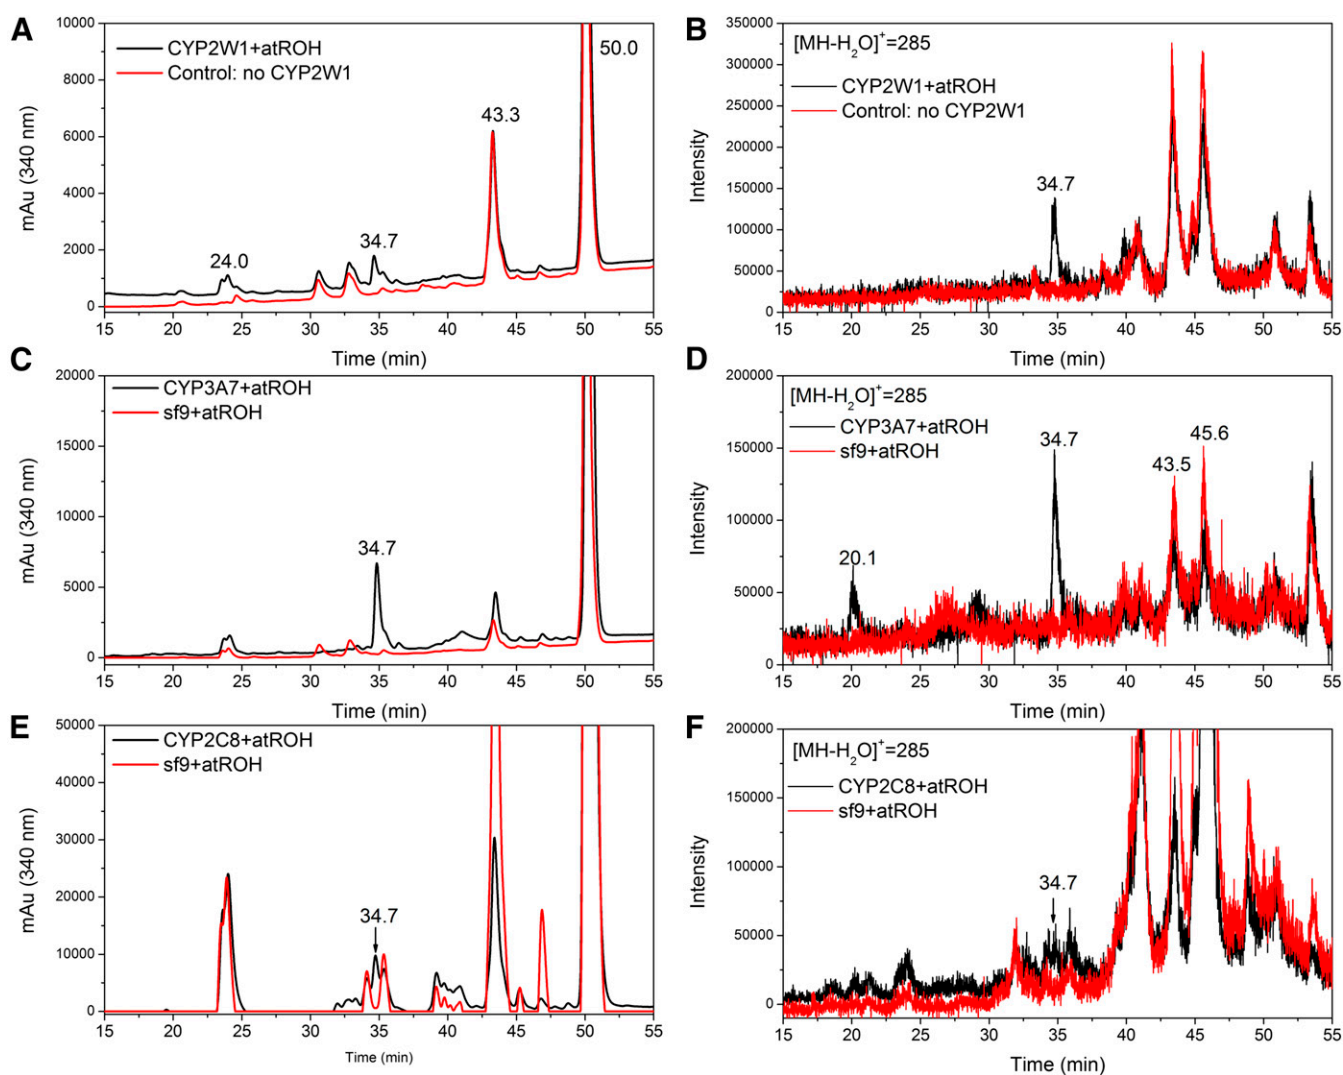 A
10000
8000
6000
4000
2000
0
mAu (340 nm)
CYP2W1+atROH
Control: no CYP2W1
50.0
43.3
24.0
34.7
15 20 25 30 35 40 45 50 55
Time (min)
B
350000
300000
250000
200000
150000
100000
50000
0
Intensity
[MH-H₂O]⁺=285
CYP2W1+atROH
Control: no CYP2W1
34.7
15 20 25 30 35 40 45 50 55
Time (min)
C
20000
15000
10000
5000
0
mAu (340 nm)
CYP3A7+atROH
sf9+atROH
34.7
15 20 25 30 35 40 45 50 55
Time (min)
D
200000
150000
100000
50000
0
Intensity
[MH-H₂O]⁺=285
CYP3A7+atROH
sf9+atROH
34.7
43.5
45.6
20.1
15 20 25 30 35 40 45 50 55
Time (min)
E
50000
40000
30000
20000
10000
0
mAu (340 nm)
CYP2C8+atROH
sf9+atROH
34.7
15 20 25 30 35 40 45 50 55
Time (min)
F
200000
150000
100000
50000
0
Intensity
[MH-H₂O]⁺=285
CYP2C8+atROH
sf9+atROH
34.7
15 20 25 30 35 40 45 50 55
Time (min)